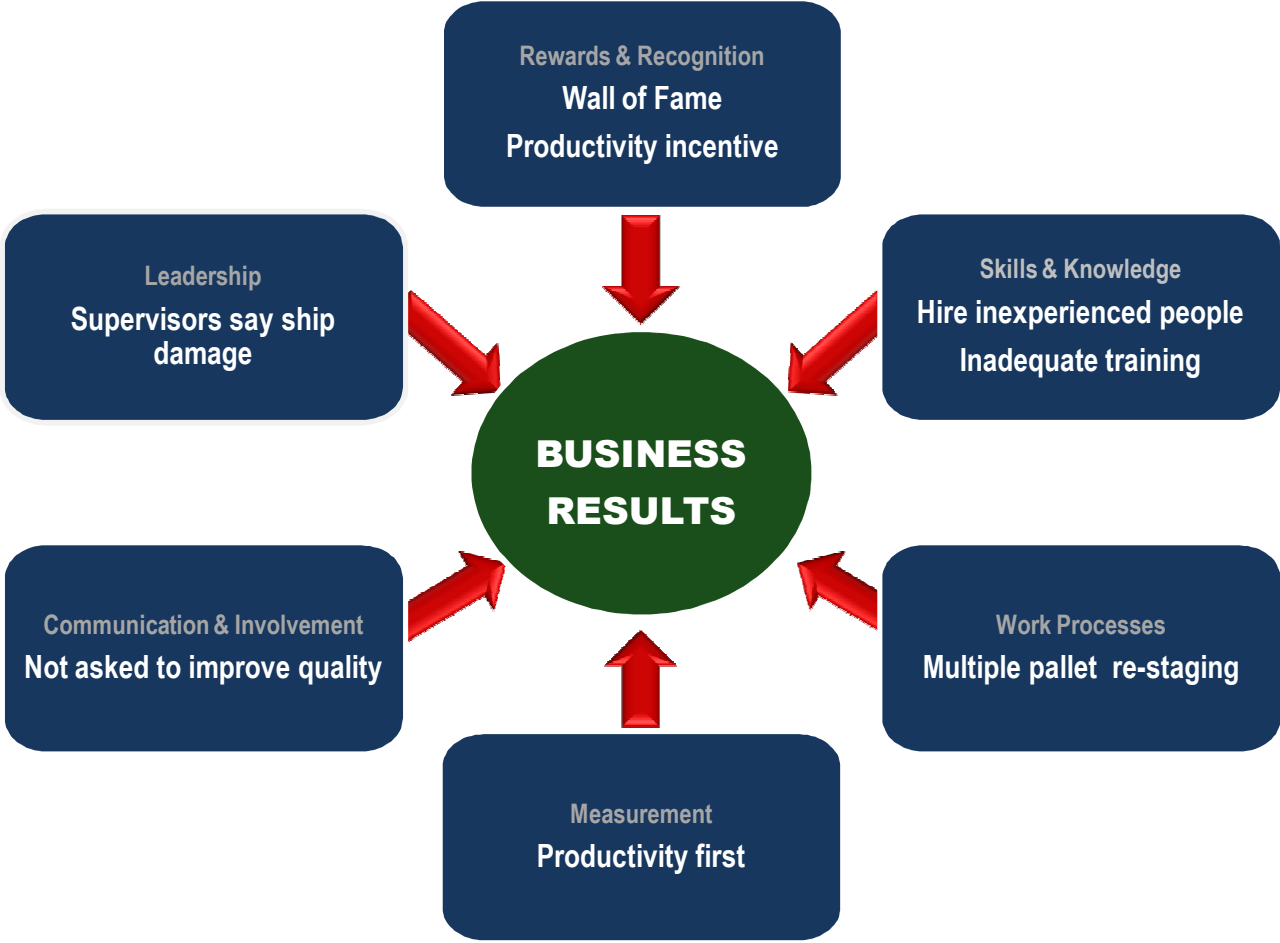 Rewards & Recognition
Wall of Fame
Productivity incentive
Leadership
Supervisors say ship
damage
Skills & Knowledge
Hire inexperienced people
Inadequate training
BUSINESS
RESULTS
Communication & Involvement
Not asked to improve quality
Work Processes
Multiple pallet  re-staging
Measurement
Productivity first